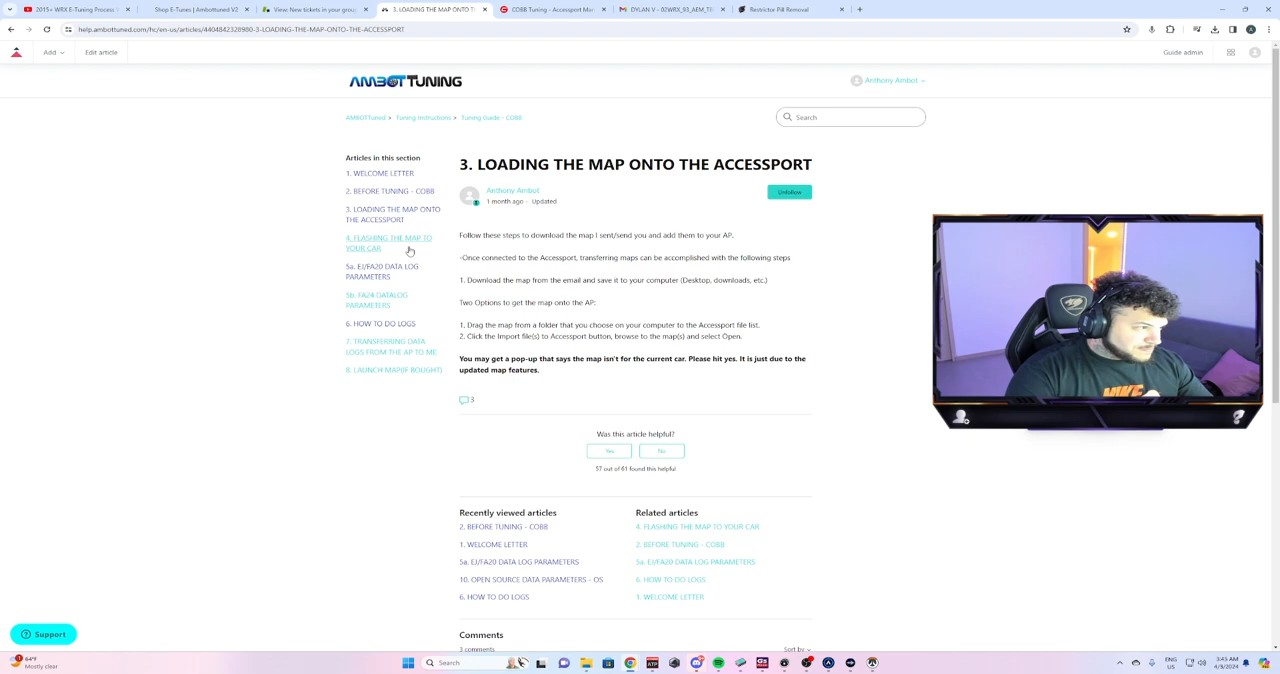 2015+ WRX E-Tuning Process
Shop E-Tunes | Ambottuned V2
View: New tickets in your group
3. LOADING THE MAP ONTO T
COBB Tuning - Accessport Ma
DYLAN V - 02WRX_93_AEM_T
Restrictor Pill Removal
help.ambottuned.com/hc/en-us/articles/4404842328980-3-LOADING-THE-MAP-ONTO-THE-ACCESSPORT
Add
Edit article
Guide admin
AMBOT TUNING
Anthony Ambot
AMBOTTuned > Tuning Instructions > Tuning Guide - COBB
Search
Articles in this section
1. WELCOME LETTER
2. BEFORE TUNING - COBB
3. LOADING THE MAP ONTO
THE ACCESSPORT
4. FLASHING THE MAP TO
YOUR CAR
5a. EJ/FA20 DATA LOG
PARAMETERS
5b. FA24 DATALOG
PARAMETERS
6. HOW TO DO LOGS
7. TRANSFERRING DATA
LOGS FROM THE AP TO ME
8. LAUNCH MAP(IF BOUGHT)
3. LOADING THE MAP ONTO THE ACCESSPORT
Anthony Ambot
1 month ago · Updated
Unfollow
Follow these steps to download the map I sent/send you and add them to your AP.
-Once connected to the Accessport, transferring maps can be accomplished with the following steps
1. Download the map from the email and save it to your computer (Desktop, downloads, etc.)
Two Options to get the map onto the AP:
1. Drag the map from a folder that you choose on your computer to the Accessport file list.
2. Click the Import file(s) to Accessport button, browse to the map(s) and select Open.
You may get a pop-up that says the map isn't for the current car. Please hit yes. It is just due to the
updated map features.
3
Was this article helpful?
Yes
No
57 out of 61 found this helpful
Recently viewed articles
2. BEFORE TUNING - COBB
1. WELCOME LETTER
5a. EJ/FA20 DATA LOG PARAMETERS
10. OPEN SOURCE DATA PARAMETERS - OS
6. HOW TO DO LOGS
Related articles
4. FLASHING THE MAP TO YOUR CAR
2. BEFORE TUNING - COBB
5a. EJ/FA20 DATA LOG PARAMETERS
6. HOW TO DO LOGS
1. WELCOME LETTER
Comments
3 comments
Sort by
Support
NIKE
64°F
Mostly clear
Search
ENG
US
3:45 AM
4/3/2024